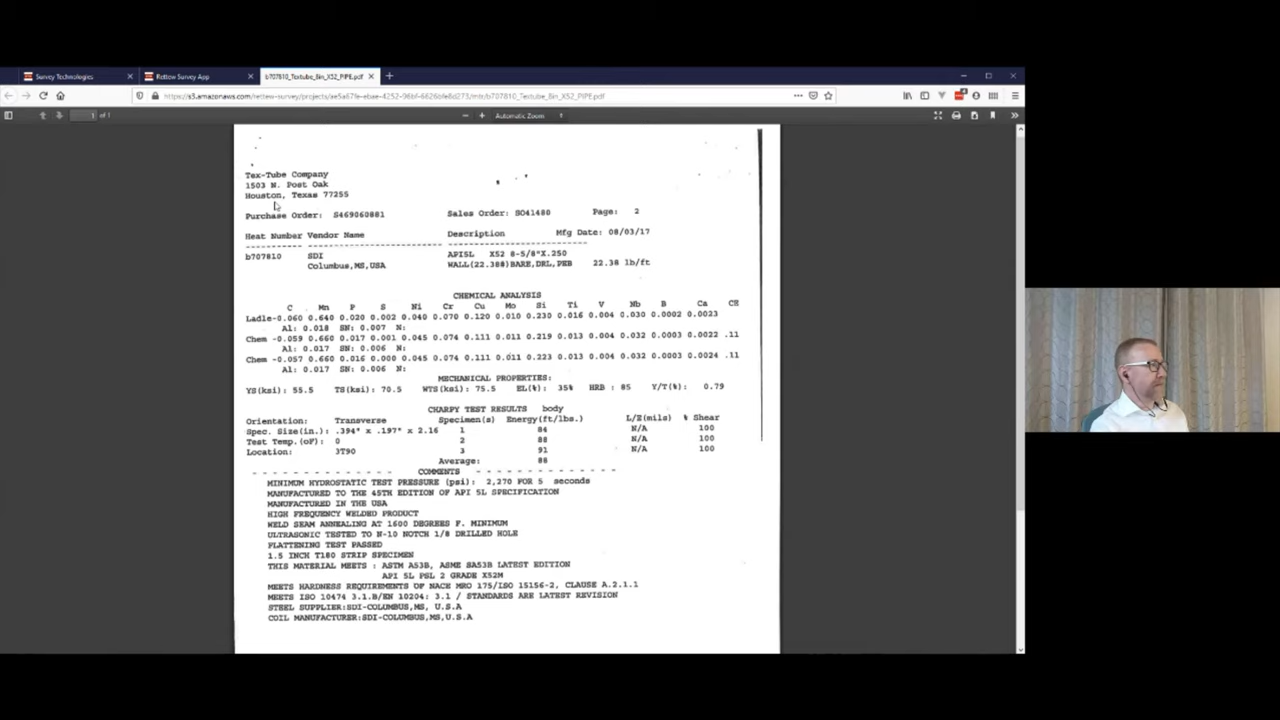 Survey Technologies
Rettew Survey App
b707810_Textube_Bin_X52_PIPE.pdf
1 of 1
Automatic Zoom
Tex-Tube Company
1503 N. Post Oak
Houston, Texas 77255
Purchase Order: S469060881 Sales Order: SO41480 Page: 2
Heat Number Vendor Name Description Mfg Date: 08/03/17
b707810 SDI API5L X52 8-5/8"X.250
Columbus,MS,USA WALL(22.388)BARE,DRL,PEB 22.38 lb/ft
CHEMICAL ANALYSIS
C Mn P S Ni Cr Cu Mo Si Ti V Nb B Ca CE
Ladle-0.060 0.640 0.020 0.002 0.040 0.070 0.120 0.010 0.230 0.016 0.004 0.030 0.0002 0.0023
Al: 0.018 SN: 0.007 N:
Chem -0.059 0.660 0.017 0.001 0.045 0.074 0.111 0.011 0.219 0.013 0.004 0.032 0.0003 0.0022 .11
Al: 0.017 SN: 0.006 N:
Chem -0.057 0.660 0.016 0.000 0.045 0.074 0.111 0.011 0.223 0.013 0.004 0.032 0.0003 0.0024 .11
Al: 0.017 SN: 0.006 N:
MECHANICAL PROPERTIES:
YS(ksi): 55.5 TS(ksi): 70.5 WTS(ksi): 75.5 EL(%): 35% HRB : 85 Y/T(%): 0.79
CHARPY TEST RESULTS body
Orientation: Transverse Specimen(s) Energy(ft/lbs.) L/E(mils) % Shear
Spec. Size(in.): .394" x .197" x 2.16 1 84 N/A 100
Test Temp.(oF) 0 2 88 N/A 100
Location: 3T90 3 91 N/A 100
Average: 88
COMMENTS
MINIMUM HYDROSTATIC TEST PRESSURE (psi): 2,270 FOR 5 seconds
MANUFACTURED TO THE 45TH EDITION OF API 5L SPECIFICATION
MANUFACTURED IN THE USA
HIGH FREQUENCY WELDED PRODUCT
WELD SEAM ANNEALING AT 1600 DEGREES F. MINIMUM
ULTRASONIC TESTED TO N-10 NOTCH 1/8 DRILLED HOLE
FLATTENING TEST PASSED
1.5 INCH T180 STRIP SPECIMEN
THIS MATERIAL MEETS : ASTM A53B, ASME SA53B LATEST EDITION
API 5L PSL 2 GRADE X52M
MEETS HARDNESS REQUIREMENTS OF NACE MRO 175/ISO 15156-2, CLAUSE A.2.1.1
MEETS ISO 10474 3.1.B/EN 10204: 3.1 / STANDARDS ARE LATEST REVISION
STEEL SUPPLIER:SDI-COLUMBUS,MS, U.S.A
COIL MANUFACTURER:SDI-COLUMBUS,MS,U.S.A